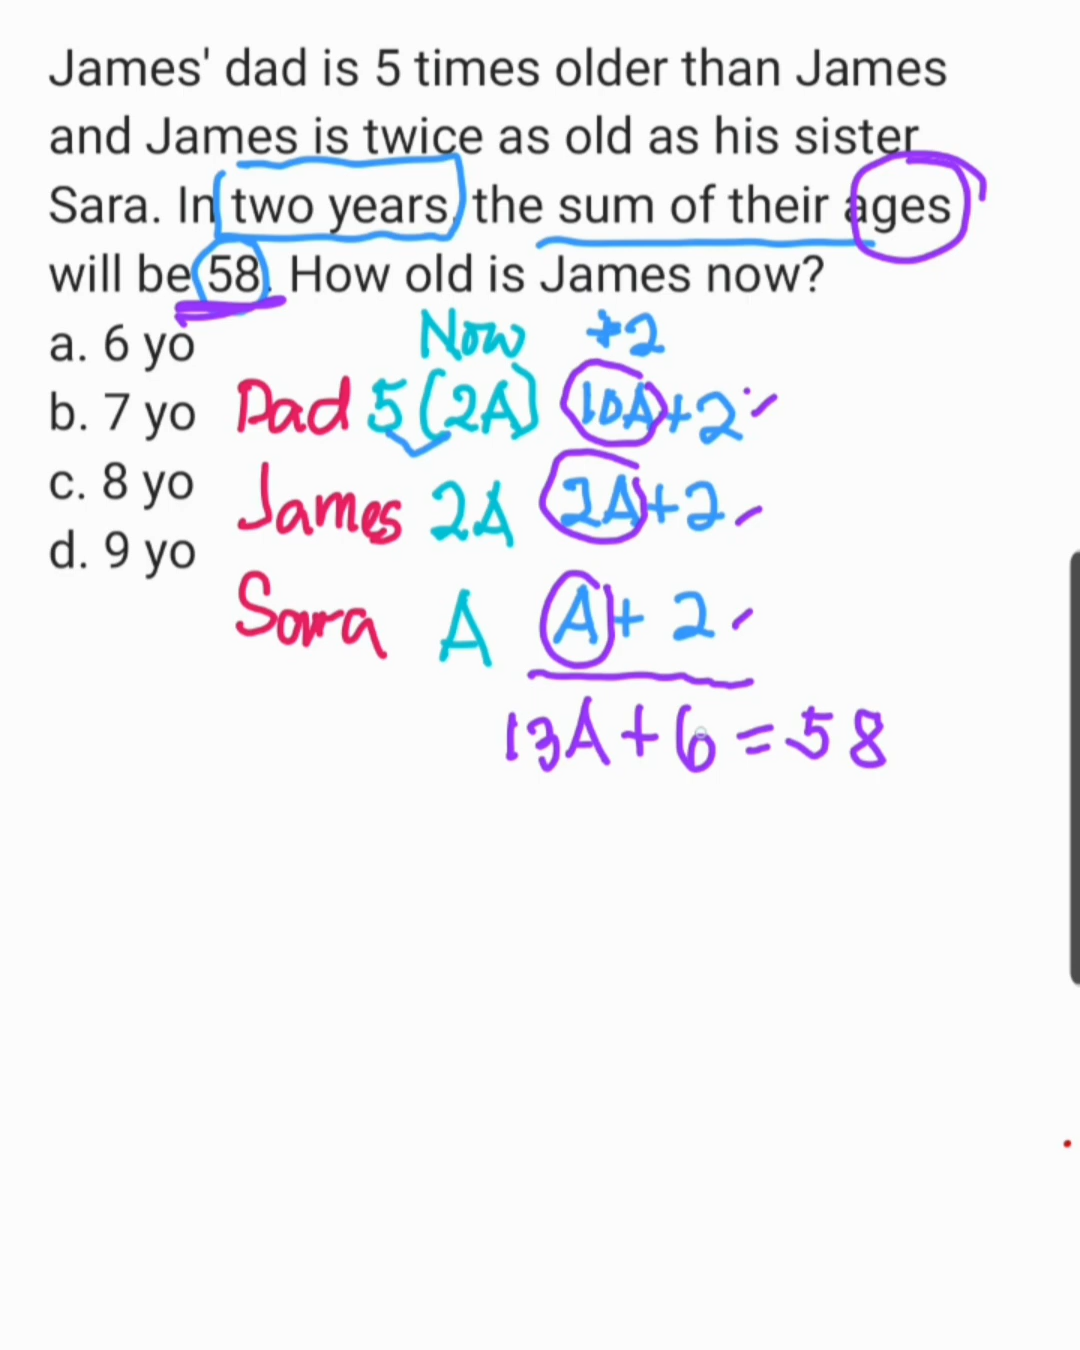 James' dad is 5 times older than James
and James is twice as old as his sister
Sara. In two years, the sum of their ages
will be 58. How old is James now?
a. 6 yo
b. 7 yo
c. 8 yo
d. 9 yo
Now +2
Dad 5(2A) 10A+2
James 2A 2A+2
Sara A A+2
13A+6=58